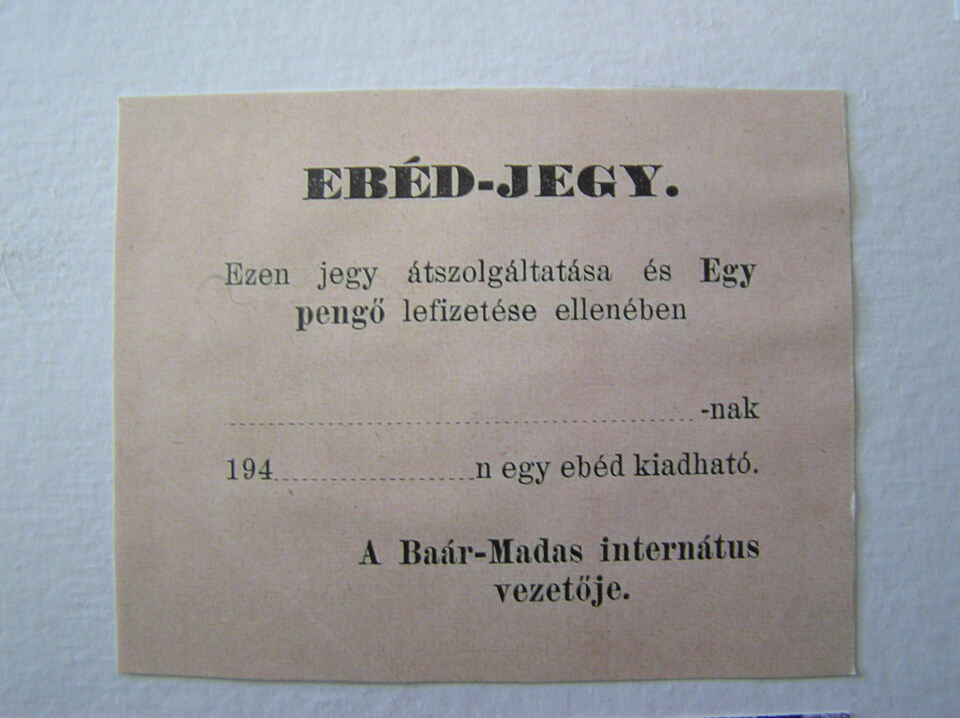 EBÉD-JEGY.
Ezen jegy átszolgáltatása és Egy
pengő lefizetése ellenében
-nak
194 n egy ebéd kiadható.
A Baár-Madas internátus
vezetője.